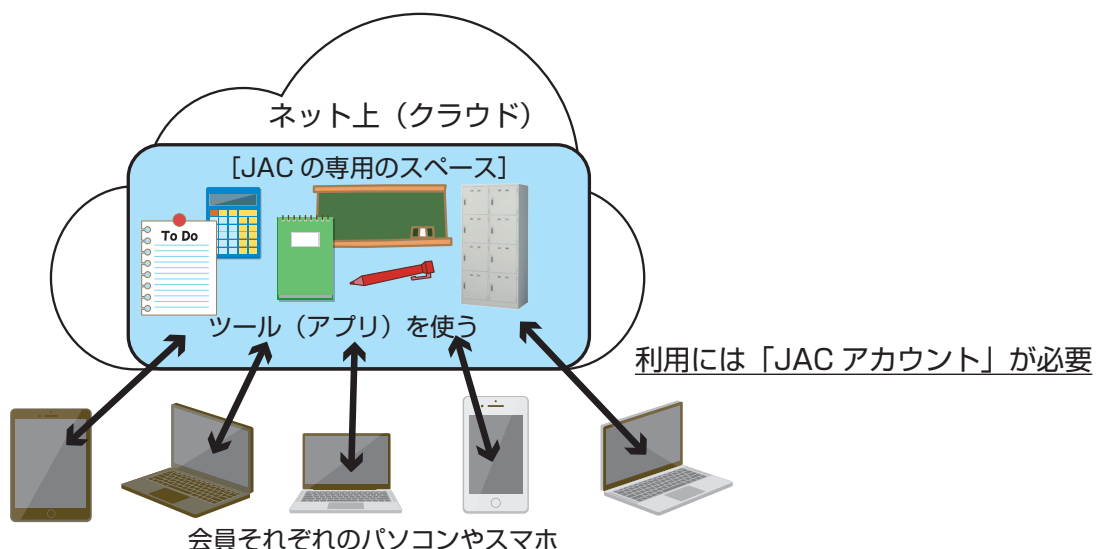 ネット上（クラウド）
［JAC の専用のスペース］
To Do
ツール（アプリ）を使う
利用には「JAC アカウント」が必要
会員それぞれのパソコンやスマホ